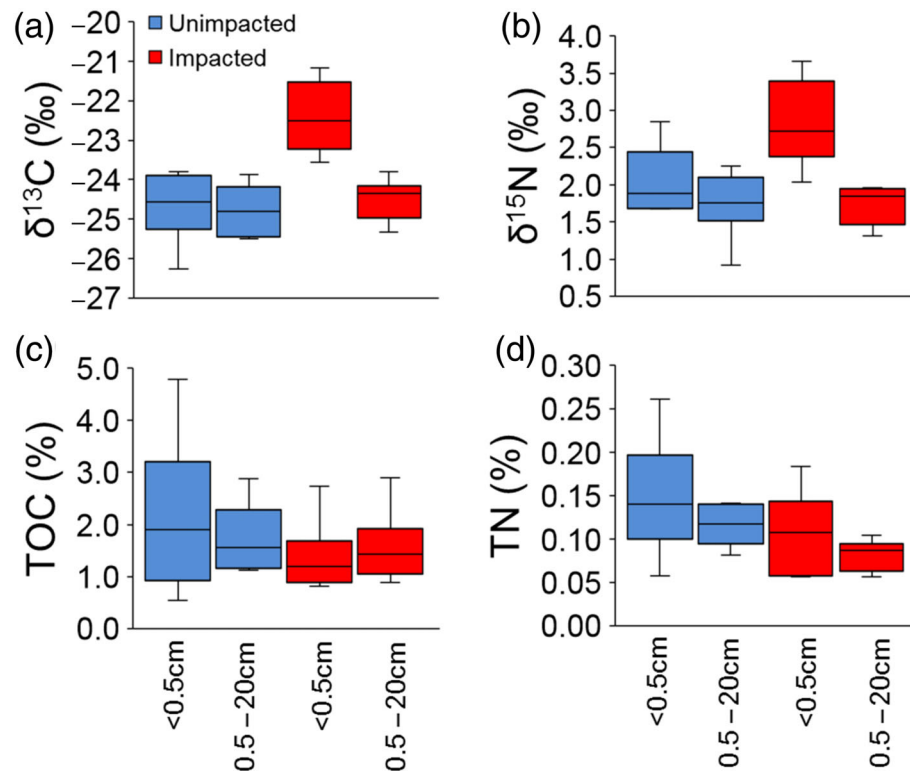 (a)
δ13C (‰)
−20
−21
−22
−23
−24
−25
−26
−27
Unimpacted
Impacted
(b)
δ15N (‰)
4.0
3.5
3.0
2.5
2.0
1.5
1.0
0.5
(c)
TOC (%)
5.0
4.0
3.0
2.0
1.0
0.0
<0.5cm
0.5 – 20cm
<0.5cm
0.5 – 20cm
(d)
TN (%)
0.30
0.25
0.20
0.15
0.10
0.05
0.00
<0.5cm
0.5 – 20cm
<0.5cm
0.5 – 20cm